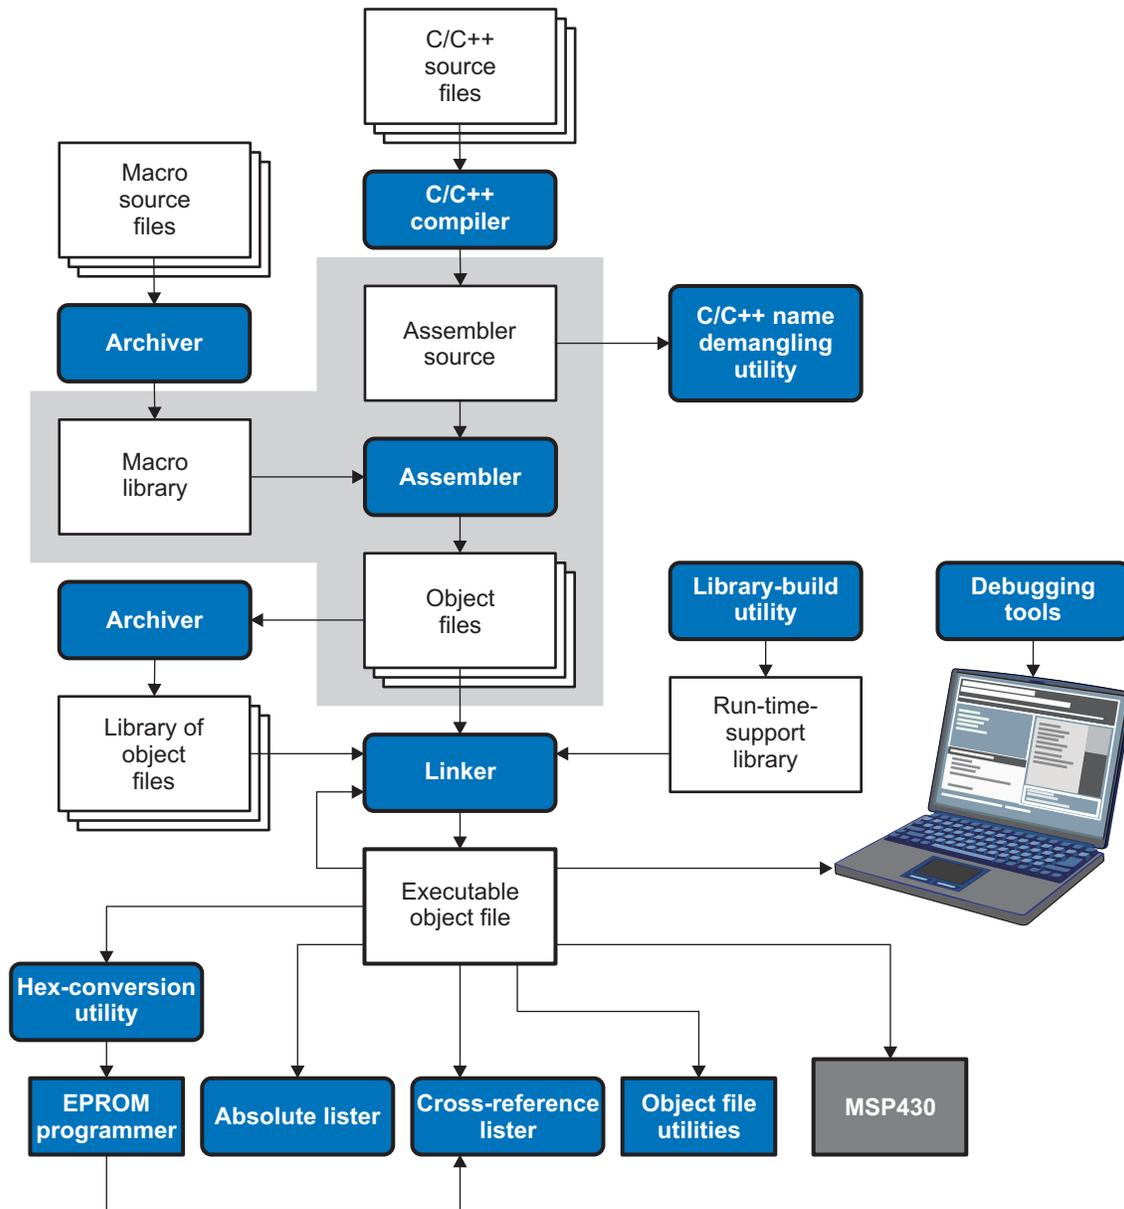 C/C++
source
files
Macro
source
files
C/C++
compiler
Archiver
Assembler
source
C/C++ name
demangling
utility
Macro
library
Assembler
Archiver
Object
files
Library-build
utility
Debugging
tools
Library of
object
files
Linker
Run-time-
support
library
Executable
object file
Hex-conversion
utility
EPROM
programmer
Absolute lister
Cross-reference
lister
Object file
utilities
MSP430